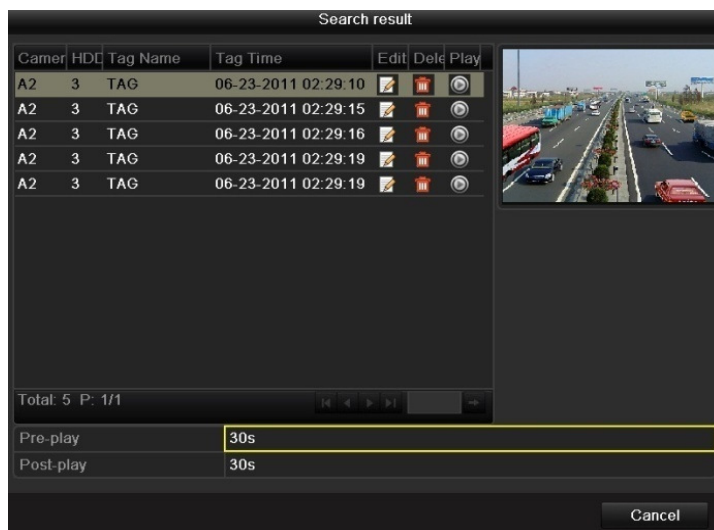 Search result
Camer HDD Tag Name Tag Time Edit Dele Play
A2 3 TAG 06-23-2011 02:29:10
A2 3 TAG 06-23-2011 02:29:15
A2 3 TAG 06-23-2011 02:29:16
A2 3 TAG 06-23-2011 02:29:19
A2 3 TAG 06-23-2011 02:29:19
Total: 5 P: 1/1
Pre-play 30s
Post-play 30s
Cancel